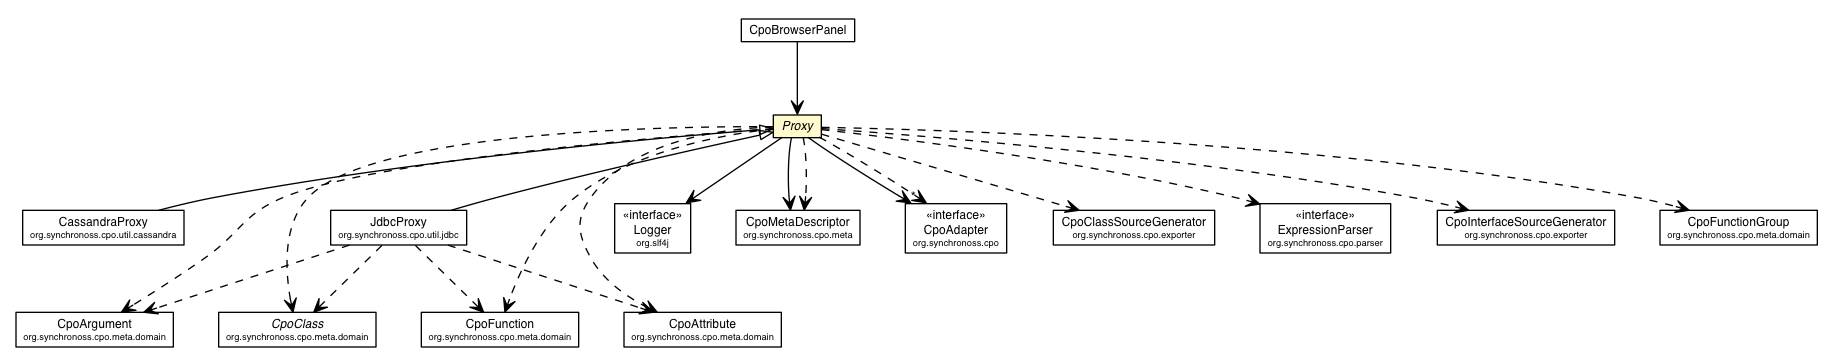 CpoBrowserPanel
Proxy
CassandraProxy
org.synchronoss.cpo.util.cassandra
JdbcProxy
org.synchronoss.cpo.util.jdbc
«interface»
Logger
org.slf4j
CpoMetaDescriptor
org.synchronoss.cpo.meta
«interface»
CpoAdapter
org.synchronoss.cpo
*
CpoClassSourceGenerator
org.synchronoss.cpo.exporter
«interface»
ExpressionParser
org.synchronoss.cpo.parser
CpoInterfaceSourceGenerator
org.synchronoss.cpo.exporter
CpoFunctionGroup
org.synchronoss.cpo.meta.domain
CpoArgument
org.synchronoss.cpo.meta.domain
CpoClass
org.synchronoss.cpo.meta.domain
CpoFunction
org.synchronoss.cpo.meta.domain
CpoAttribute
org.synchronoss.cpo.meta.domain